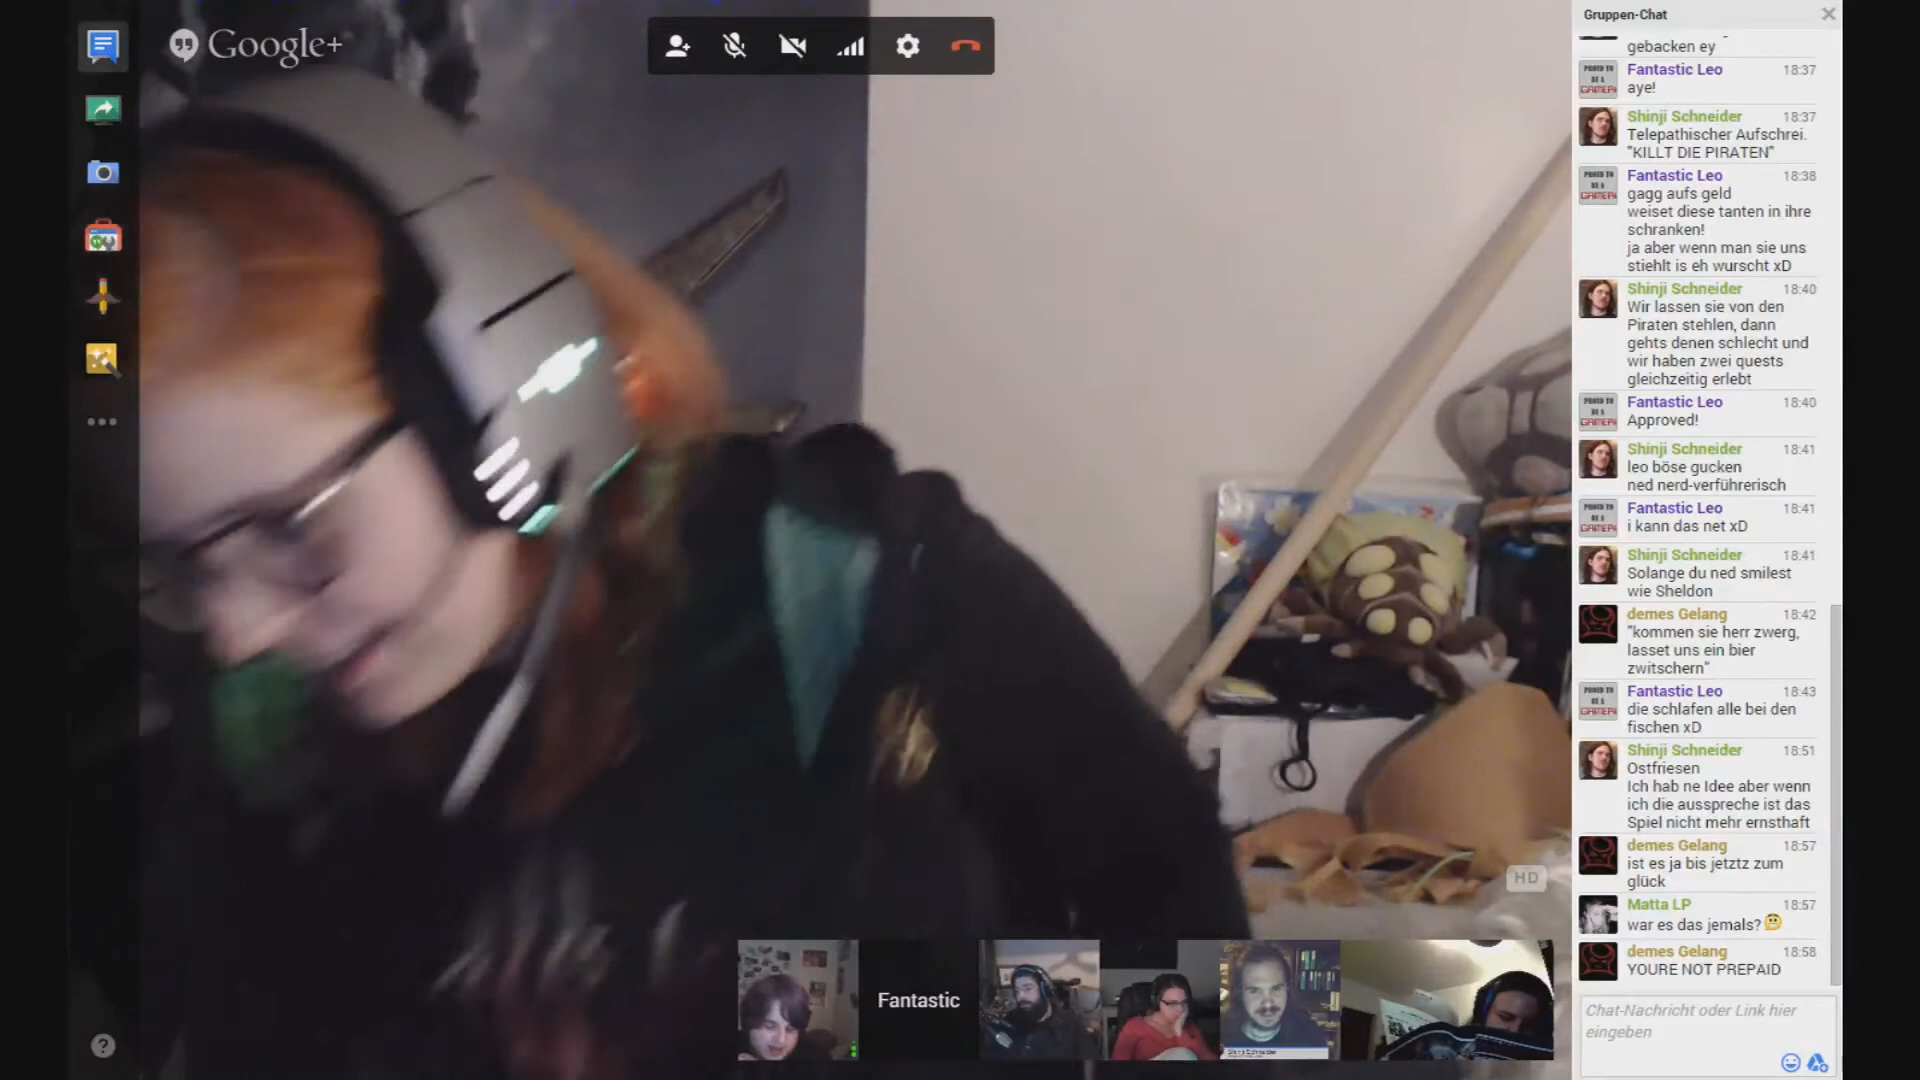 Google+
Gruppen-Chat
gebacken ey
Fantastic Leo 18:37
aye!
Shinji Schneider 18:37
Telepathischer Aufschrei.
"KILLT DIE PIRATEN"
Fantastic Leo 18:38
gagg aufs geld
weiset diese tanten in ihre
schranken!
ja aber wenn man sie uns
stiehlt is eh wurscht xD
Shinji Schneider 18:40
Wir lassen sie von den
Piraten stehlen, dann
gehts denen schlecht und
wir haben zwei quests
gleichzeitig erlebt
Fantastic Leo 18:40
Approved!
Shinji Schneider 18:41
leo böse gucken
ned nerd-verführerisch
Fantastic Leo 18:41
i kann das net xD
Shinji Schneider 18:41
Solange du ned smilest
wie Sheldon
demes Gelang 18:42
"kommen sie herr zwerg,
lasset uns ein bier
zwitschern"
Fantastic Leo 18:43
die schlafen alle bei den
fischen xD
Shinji Schneider 18:51
Ostfriesen
Ich hab ne Idee aber wenn
ich die ausspreche ist das
Spiel nicht mehr ernsthaft
demes Gelang 18:57
ist es ja bis jetztz zum
glück
Matta LP 18:57
war es das jemals?
demes Gelang 18:58
YOURE NOT PREPAID
Chat-Nachricht oder Link hier
eingeben
HD
Fantastic
Shinji Schneider